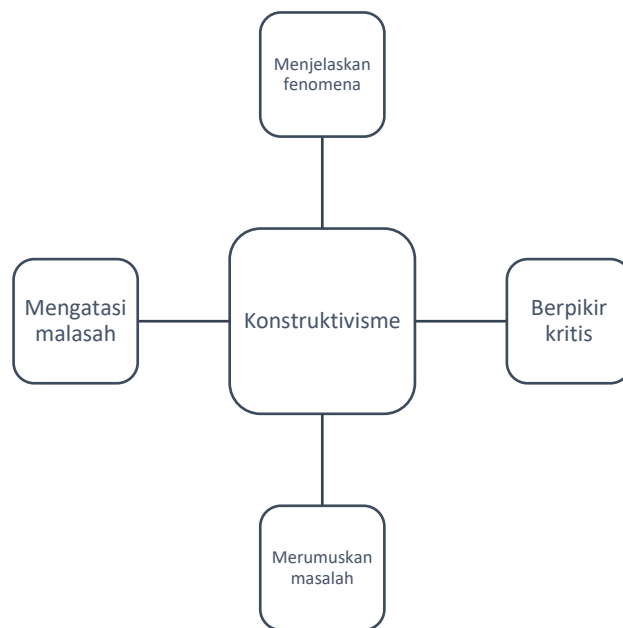 Menjelaskan
fenomena
Mengatasi
malasah
Konstruktivisme
Berpikir
kritis
Merumuskan
masalah